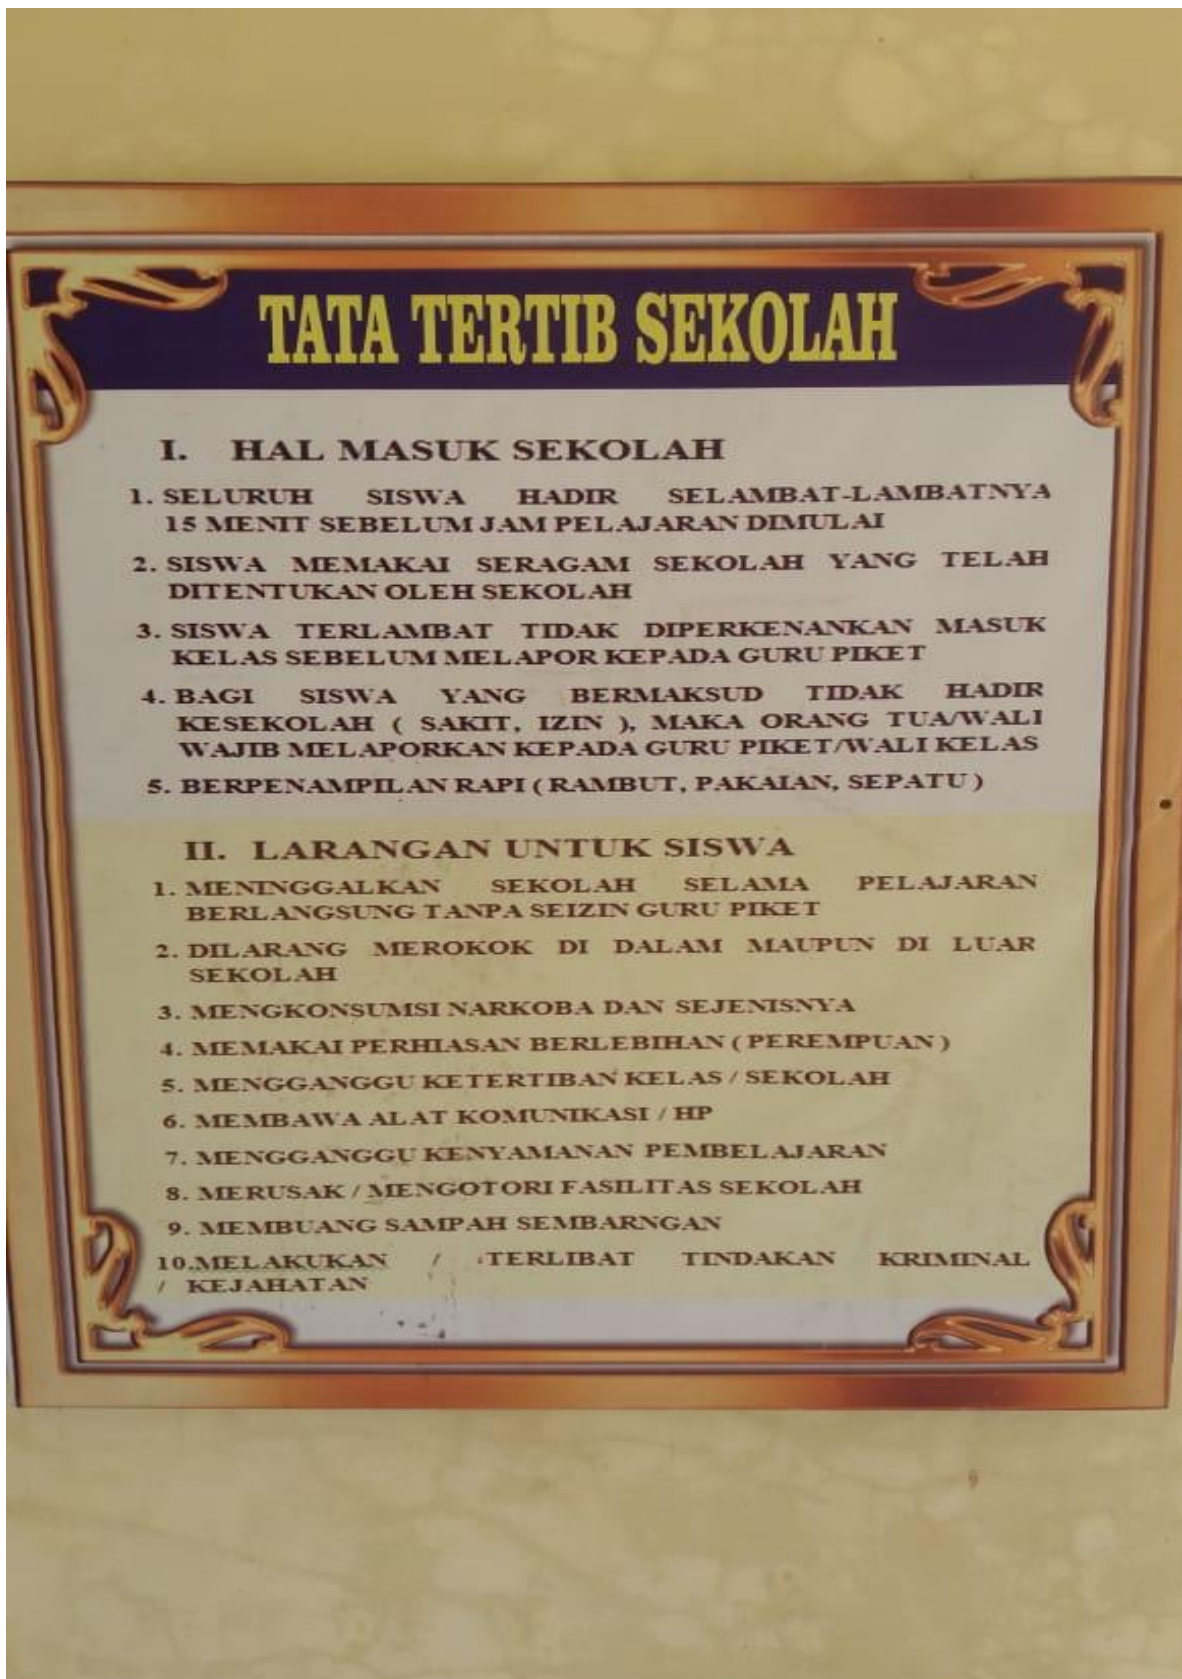 TATA TERTIB SEKOLAH
I. HAL MASUK SEKOLAH
1. SELURUH SISWA HADIR SELAMBAT-LAMBATNYA
15 MENIT SEBELUM JAM PELAJARAN DIMULAI
2. SISWA MEMAKAI SERAGAM SEKOLAH YANG TELAH
DITENTUKAN OLEH SEKOLAH
3. SISWA TERLAMBAT TIDAK DIPERKENANKAN MASUK
KELAS SEBELUM MELAPOR KEPADA GURU PIKET
4. BAGI SISWA YANG BERMAKSUD TIDAK HADIR
KESEKOLAH ( SAKIT, IZIN ), MAKA ORANG TUA/WALI
WAJIB MELAPORKAN KEPADA GURU PIKET/WALI KELAS
5. BERPENAMPILAN RAPI ( RAMBUT, PAKAIAN, SEPATU )
II. LARANGAN UNTUK SISWA
1. MENINGGALKAN SEKOLAH SELAMA PELAJARAN
BERLANGSUNG TANPA SEIZIN GURU PIKET
2. DILARANG MEROKOK DI DALAM MAUPUN DI LUAR
SEKOLAH
3. MENGKONSUMSI NARKOBA DAN SEJENISNYA
4. MEMAKAI PERHIASAN BERLEBIHAN ( PEREMPUAN )
5. MENGGANGGU KETERTIBAN KELAS / SEKOLAH
6. MEMBAWA ALAT KOMUNIKASI / HP
7. MENGGANGGU KENYAMANAN PEMBELAJARAN
8. MERUSAK / MENGOTORI FASILITAS SEKOLAH
9. MEMBUANG SAMPAH SEMBARNGAN
10.MELAKUKAN / TERLIBAT TINDAKAN KRIMINAL
/ KEJAHATAN